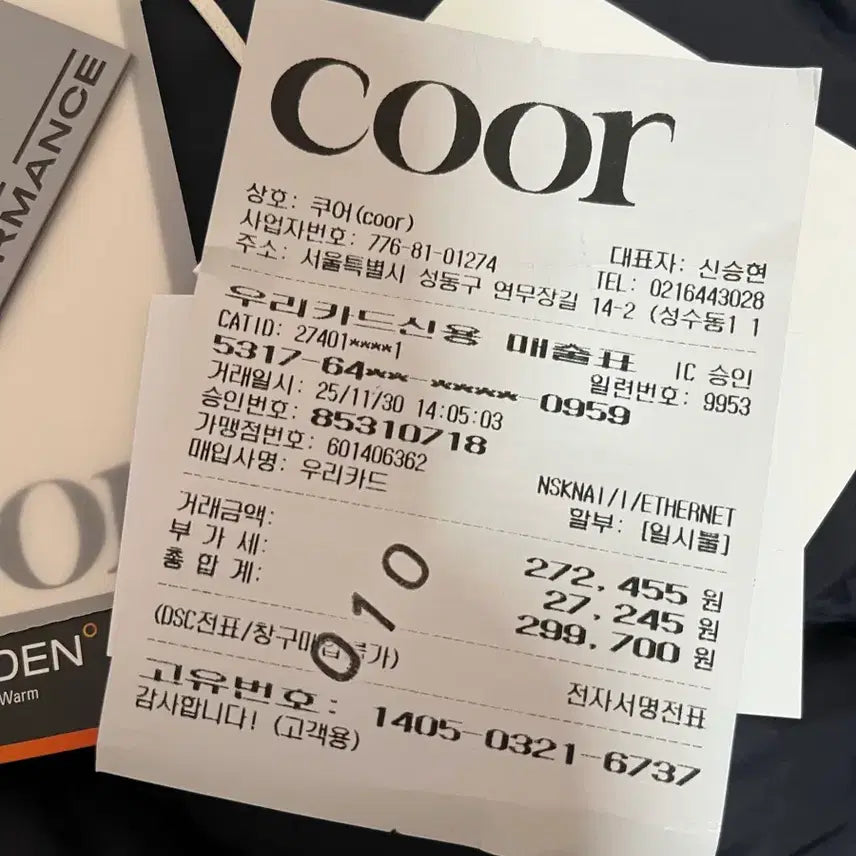 RMANCE
coor
상호: 쿠어(coor)
사업자번호: 776-81-01274 대표자: 신승현
주소: 서울특별시 성동구 연무장길 14-2 (성수동1 1
TEL: 0216443028
우리카드신용 매출표 IC 승인
CATID: 27401****1 일련번호: 9953
5317-64**-****-0959
거래일시: 25/11/30 14:05:03
승인번호: 85310718
가맹점번호: 601406362
매입사명: 우리카드 NSKNAI/I/ETHERNET
할부: [일시불]
거래금액: 272,455 원
부 가 세: 27,245 원
총 합 계: 299,700 원
010
(DSC전표/창구매입 불가)
전자서명전표
고유번호: 1405-0321-6737
감사합니다! (고객용)
or
DEN°
Warm